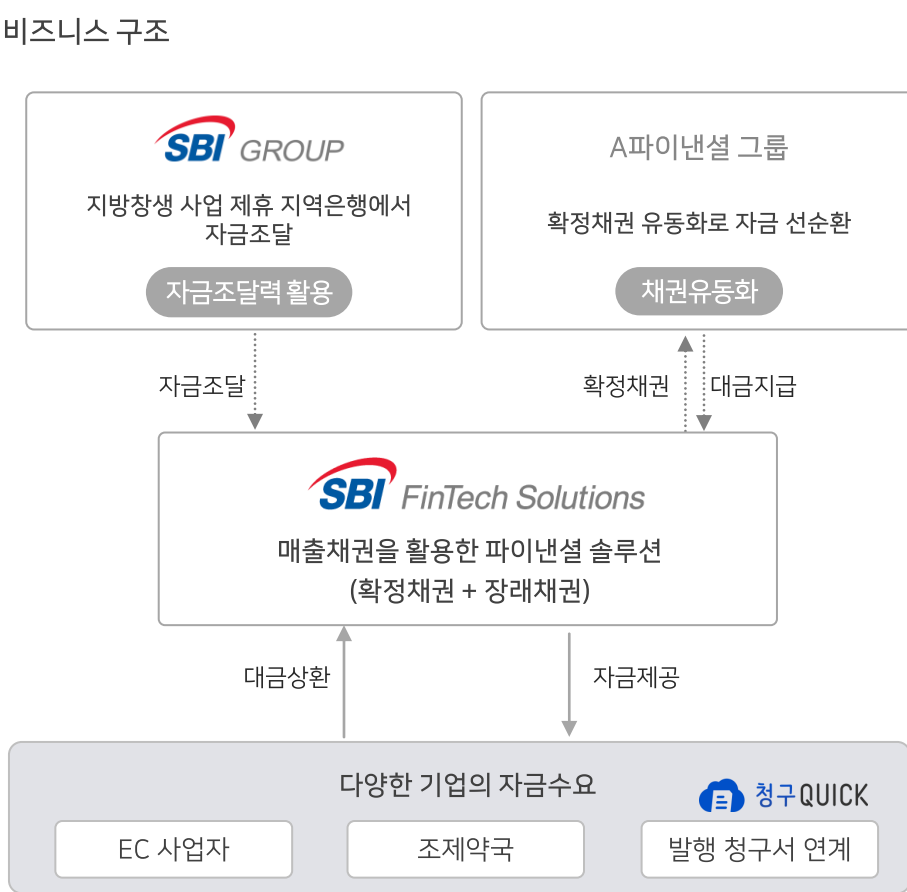 비즈니스 구조
SBI GROUP
지방창생 사업 제휴 지역은행에서
자금조달
자금조달력 활용
A파이낸셜 그룹
확정채권 유동화로 자금 선순환
채권유동화
자금조달
확정채권
대금지급
SBI FinTech Solutions
매출채권을 활용한 파이낸셜 솔루션
(확정채권 + 장래채권)
대금상환
자금제공
다양한 기업의 자금수요
청구QUICK
EC 사업자
조제약국
발행 청구서 연계